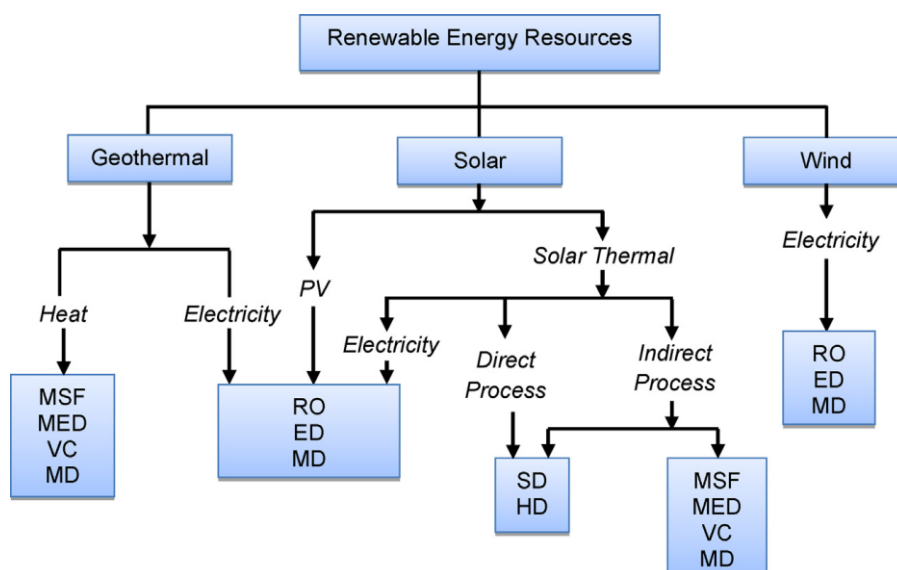 Renewable Energy Resources
Geothermal
Solar
Wind
Electricity
Solar Thermal
PV
Heat
Electricity
Electricity
Direct
Process
Indirect
Process
MSF
MED
VC
MD
RO
ED
MD
SD
HD
MSF
MED
VC
MD
RO
ED
MD